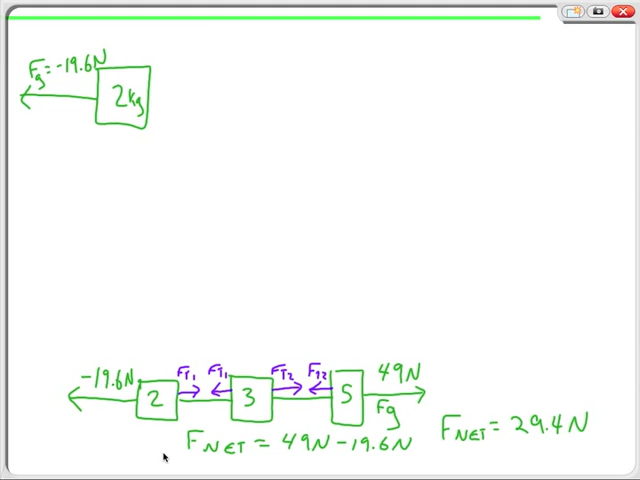 Fg=-19.6N
2kg
-19.6N FT1 FT1 FT2 FT2 49N
2 3 5 Fg
FNET = 49N-19.6N FNET = 29.4N